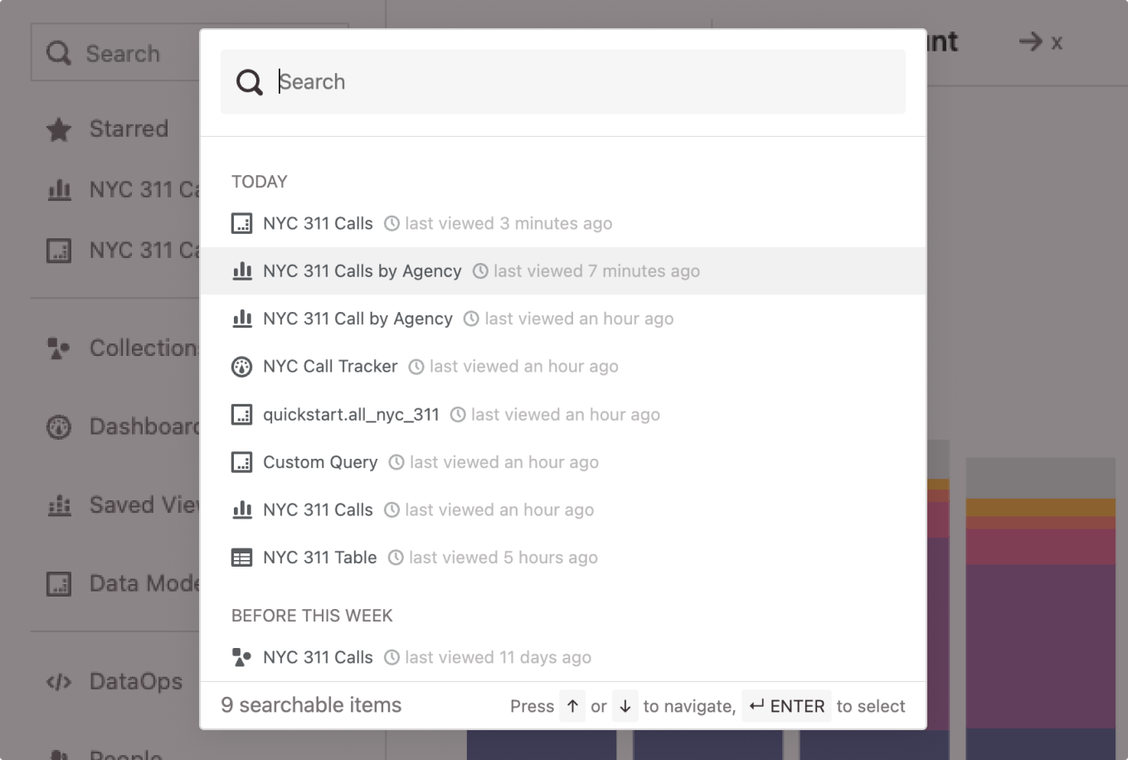 Search
Starred
NYC 311 Ca
NYC 311 Ca
Collections
Dashboard
Saved View
Data Mode
DataOps
People
unt
x
Search
TODAY
NYC 311 Calls last viewed 3 minutes ago
NYC 311 Calls by Agency last viewed 7 minutes ago
NYC 311 Call by Agency last viewed an hour ago
NYC Call Tracker last viewed an hour ago
quickstart.all_nyc_311 last viewed an hour ago
Custom Query last viewed an hour ago
NYC 311 Calls last viewed an hour ago
NYC 311 Table last viewed 5 hours ago
BEFORE THIS WEEK
NYC 311 Calls last viewed 11 days ago
9 searchable items Press ↑ or ↓ to navigate, ↵ ENTER to select